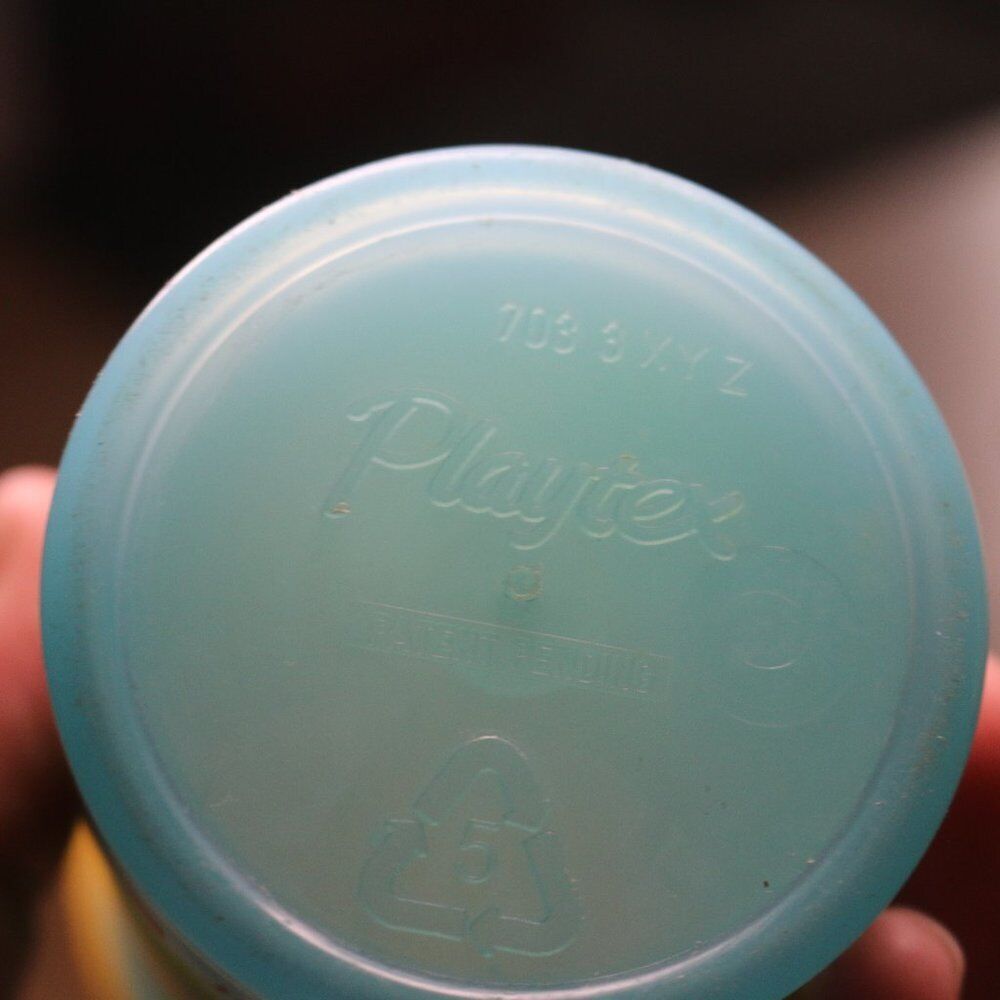 703 3 X Y Z
Playtex
PATENT PENDING
5